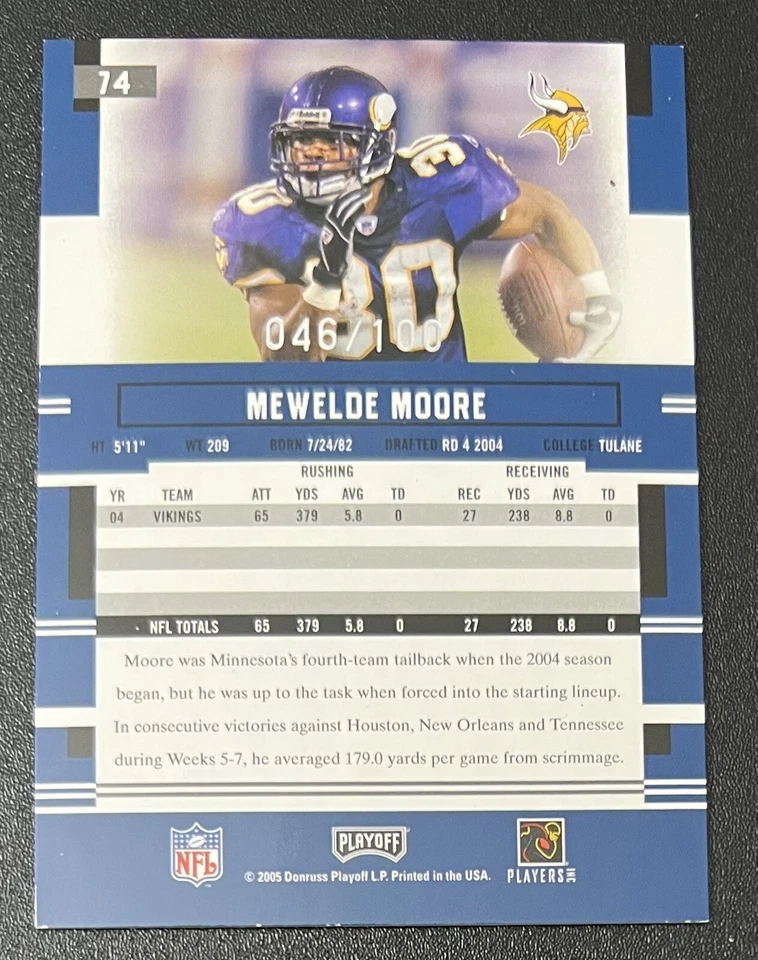 74
30
30
30
046/100
MEWELDE MOORE
HT 5'11" WT 209 BORN 7/24/82 DRAFTED RD 4 2004 COLLEGE TULANE
RUSHING RECEIVING
YR TEAM ATT YDS AVG TD REC YDS AVG TD
04 VIKINGS 65 379 5.8 0 27 238 8.8 0
NFL TOTALS 65 379 5.8 0 27 238 8.8 0
Moore was Minnesota's fourth-team tailback when the 2004 season
began, but he was up to the task when forced into the starting lineup.
In consecutive victories against Houston, New Orleans and Tennessee
during Weeks 5-7, he averaged 179.0 yards per game from scrimmage.
NFL
PLAYOFF
PLAYERS INC
© 2005 Donruss Playoff L.P. Printed in the USA.